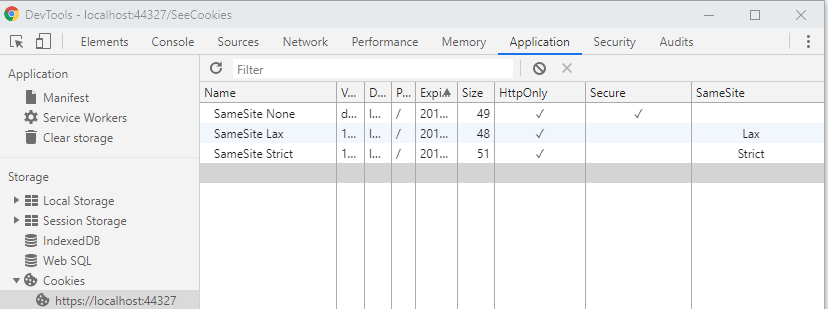 DevTools - localhost:44327/SeeCookies
Elements Console Sources Network Performance Memory Application Security Audits
Application
Manifest
Service Workers
Clear storage
Storage
Local Storage
Session Storage
IndexedDB
Web SQL
Cookies
https://localhost:44327
Filter
Name V... D... P... Expi... Size HttpOnly Secure SameSite
SameSite None d... l... / 201... 49 ✓ ✓
SameSite Lax 1... l... / 201... 48 ✓ Lax
SameSite Strict 1... l... / 201... 51 ✓ Strict